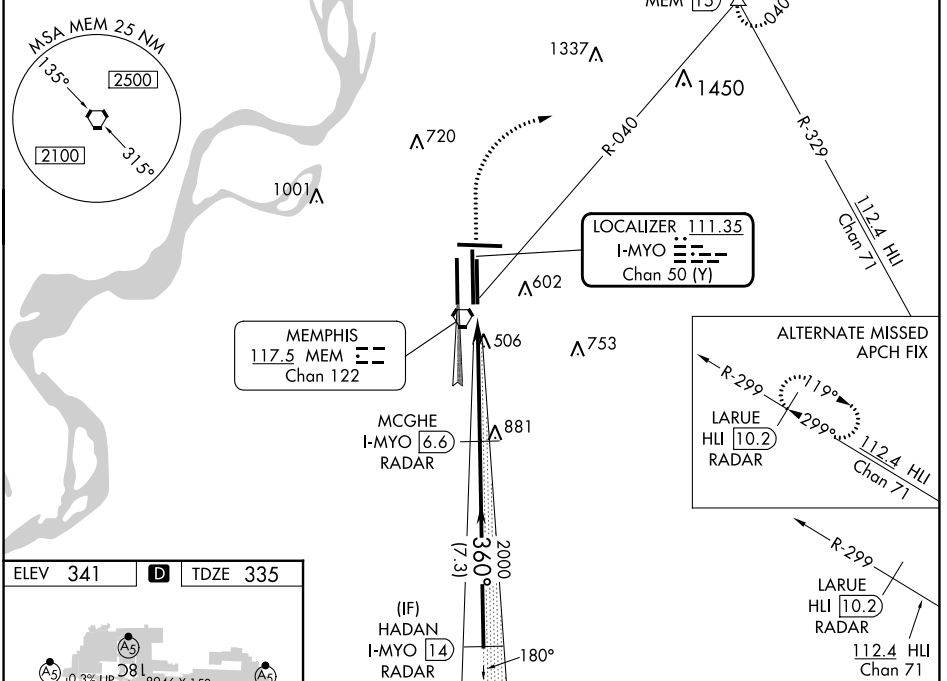 MSA MEM 25 NM
135°
2500
2100
315°
MEM 15
040
1337
1450
720
1001
R-040
R-329
112.4 HLI
Chan 71
LOCALIZER 111.35
I-MYO
Chan 50 (Y)
602
MEMPHIS
117.5 MEM
Chan 122
506
753
MCGHE
I-MYO 6.6
RADAR
881
ALTERNATE MISSED
APCH FIX
R-299
119°
299°
LARUE
HLI 10.2
RADAR
112.4 HLI
Chan 71
360°
2000
(7.3)
(IF)
HADAN
I-MYO 14
RADAR
180°
R-299
LARUE
HLI 10.2
RADAR
112.4 HLI
Chan 71
ELEV 341 D TDZE 335
A5
A5
18C
A5